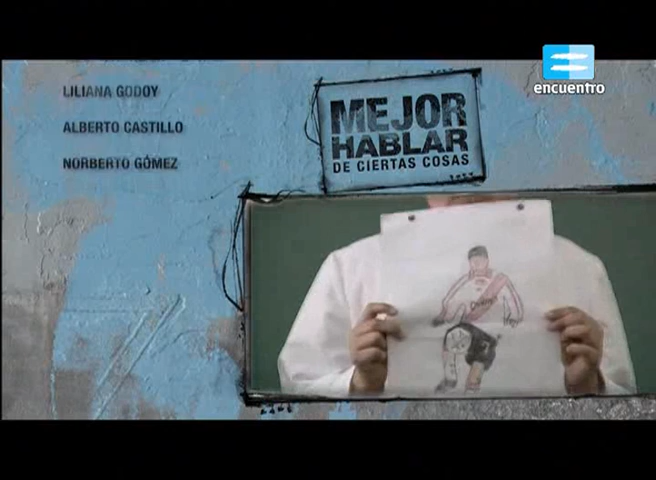 encuentro
LILIANA GODOY
ALBERTO CASTILLO
NORBERTO GÓMEZ
MEJOR
HABLAR
DE CIERTAS COSAS